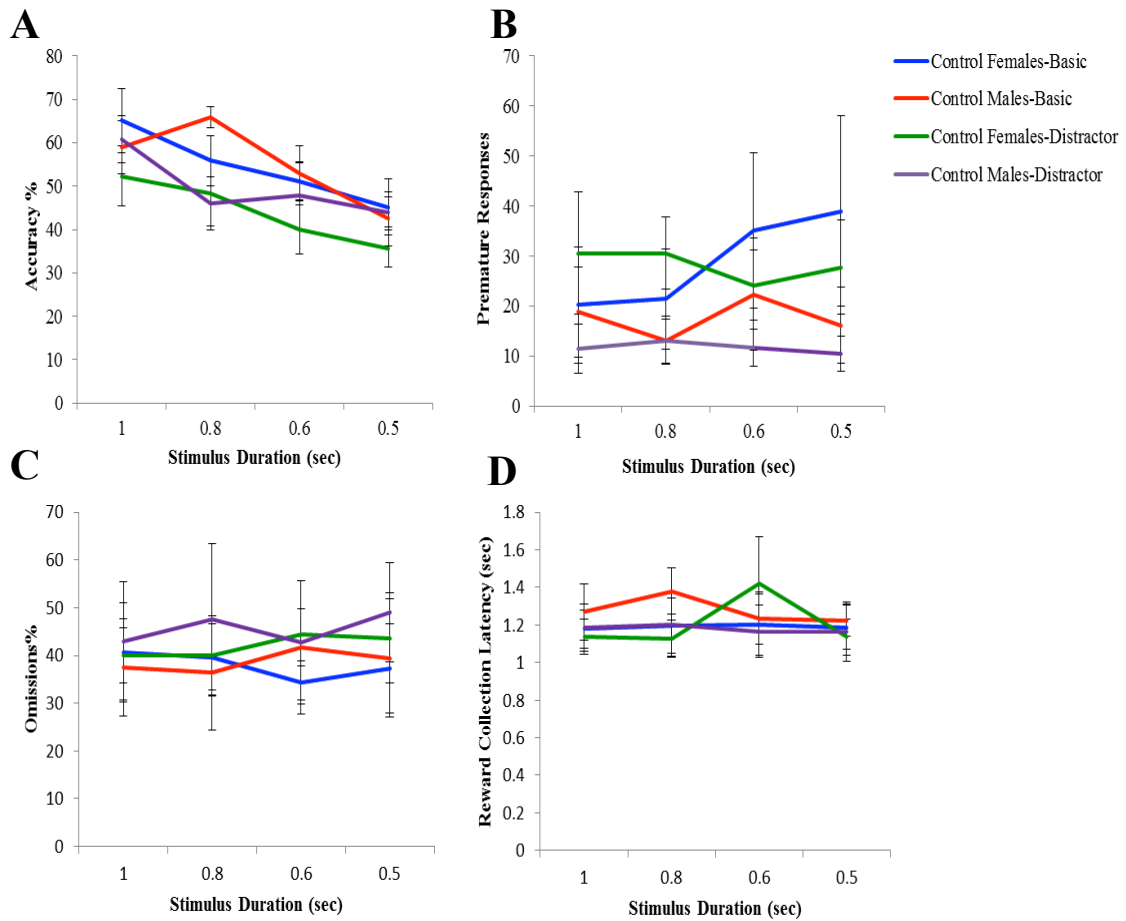 A
80
70
60
50
40
30
20
10
0
Accuracy %
1 0.8 0.6 0.5
Stimulus Duration (sec)
B
70
60
50
40
30
20
10
0
Premature Responses
1 0.8 0.6 0.5
Stimulus Duration (sec)
Control Females-Basic
Control Males-Basic
Control Females-Distractor
Control Males-Distractor
C
70
60
50
40
30
20
10
0
Omissions%
1 0.8 0.6 0.5
Stimulus Duration (sec)
D
1.8
1.6
1.4
1.2
1
0.8
0.6
0.4
0.2
0
Reward Collection Latency (sec)
1 0.8 0.6 0.5
Stimulus Duration (sec)